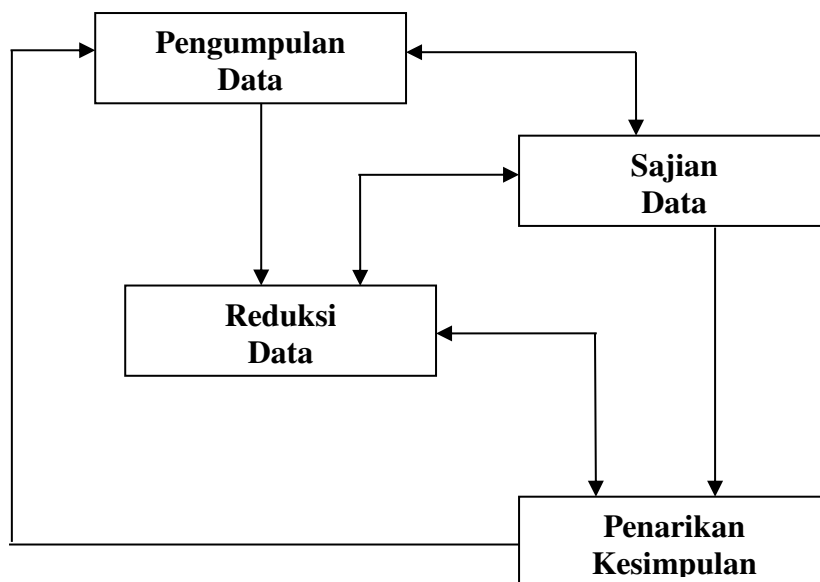 Pengumpulan
Data
Sajian
Data
Reduksi
Data
Penarikan
Kesimpulan